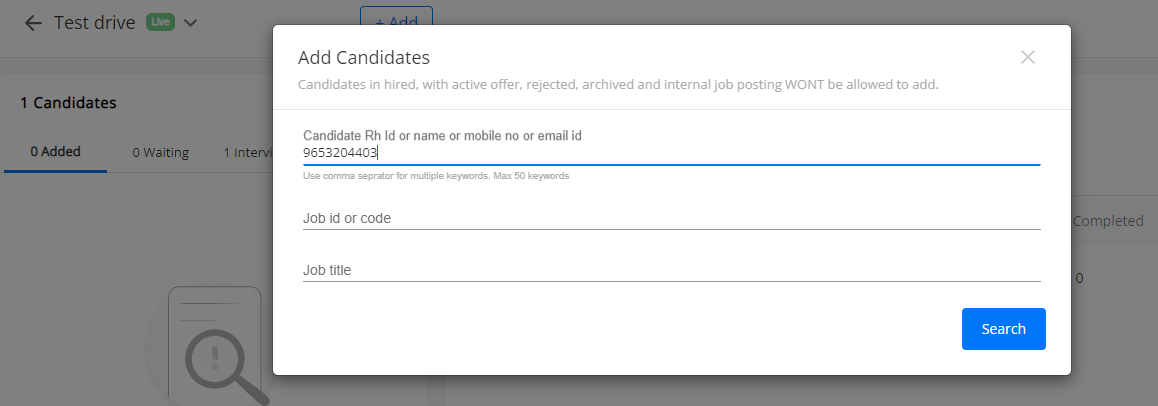 Test drive Live
+ Add
Add Candidates
Candidates in hired, with active offer, rejected, archived and internal job posting WONT be allowed to add.
1 Candidates
Candidate Rh Id or name or mobile no or email id
0 Added 0 Waiting 1 Intervi
9653204403
Use comma seprator for multiple keywords. Max 50 keywords
Job id or code
Completed
Job title
0
Search